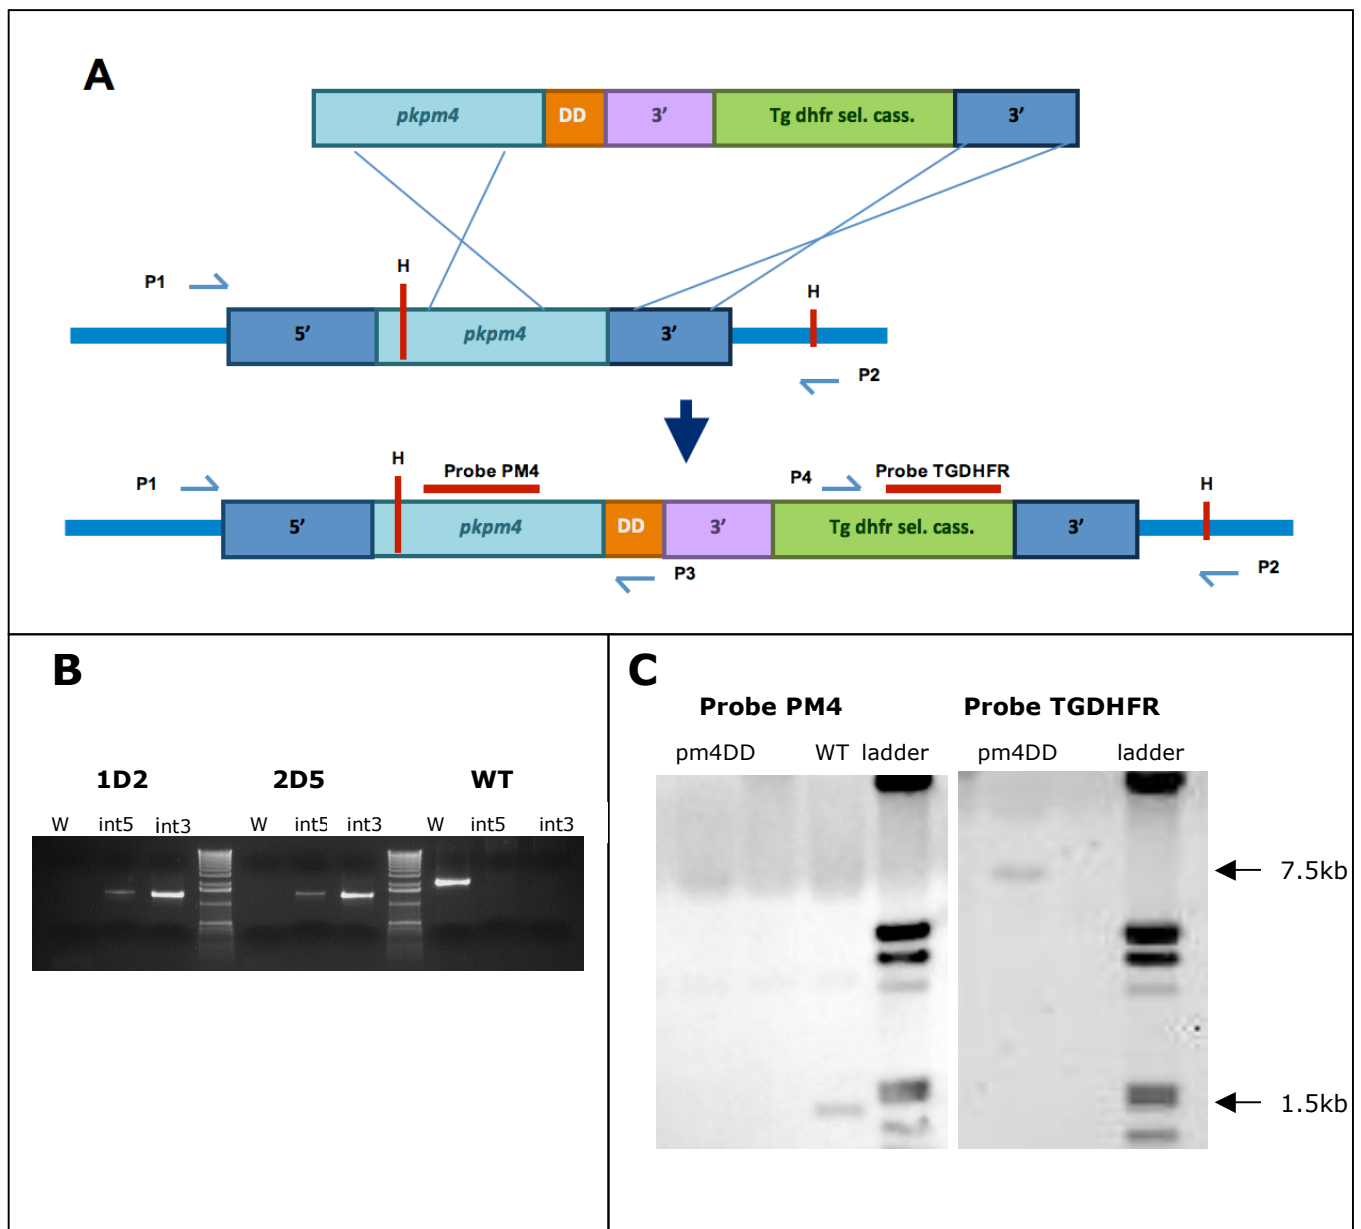 A
pkpm4 DD 3’ Tg dhfr sel. cass. 3’
H
P1
H
5’ pkpm4 3’
P2
H
Probe PM4
P4
Probe TGDHFR
H
P1
5’ pkpm4 DD 3’ Tg dhfr sel. cass. 3’
P3
P2
B
1D2 2D5 WT
W int5 int3 W int5 int3 W int5 int3
C
Probe PM4 Probe TGDHFR
pm4DD WT ladder pm4DD ladder
7.5kb
1.5kb